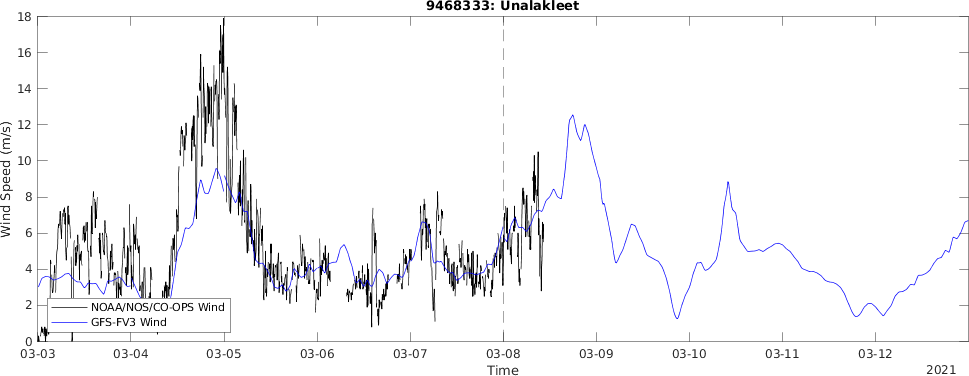 9468333: Unalakleet
18
16
14
12
10
8
6
4
2
0
Wind Speed (m/s)
NOAA/NOS/CO-OPS Wind
GFS-FV3 Wind
03-03 03-04 03-05 03-06 03-07 03-08 03-09 03-10 03-11 03-12
Time
2021